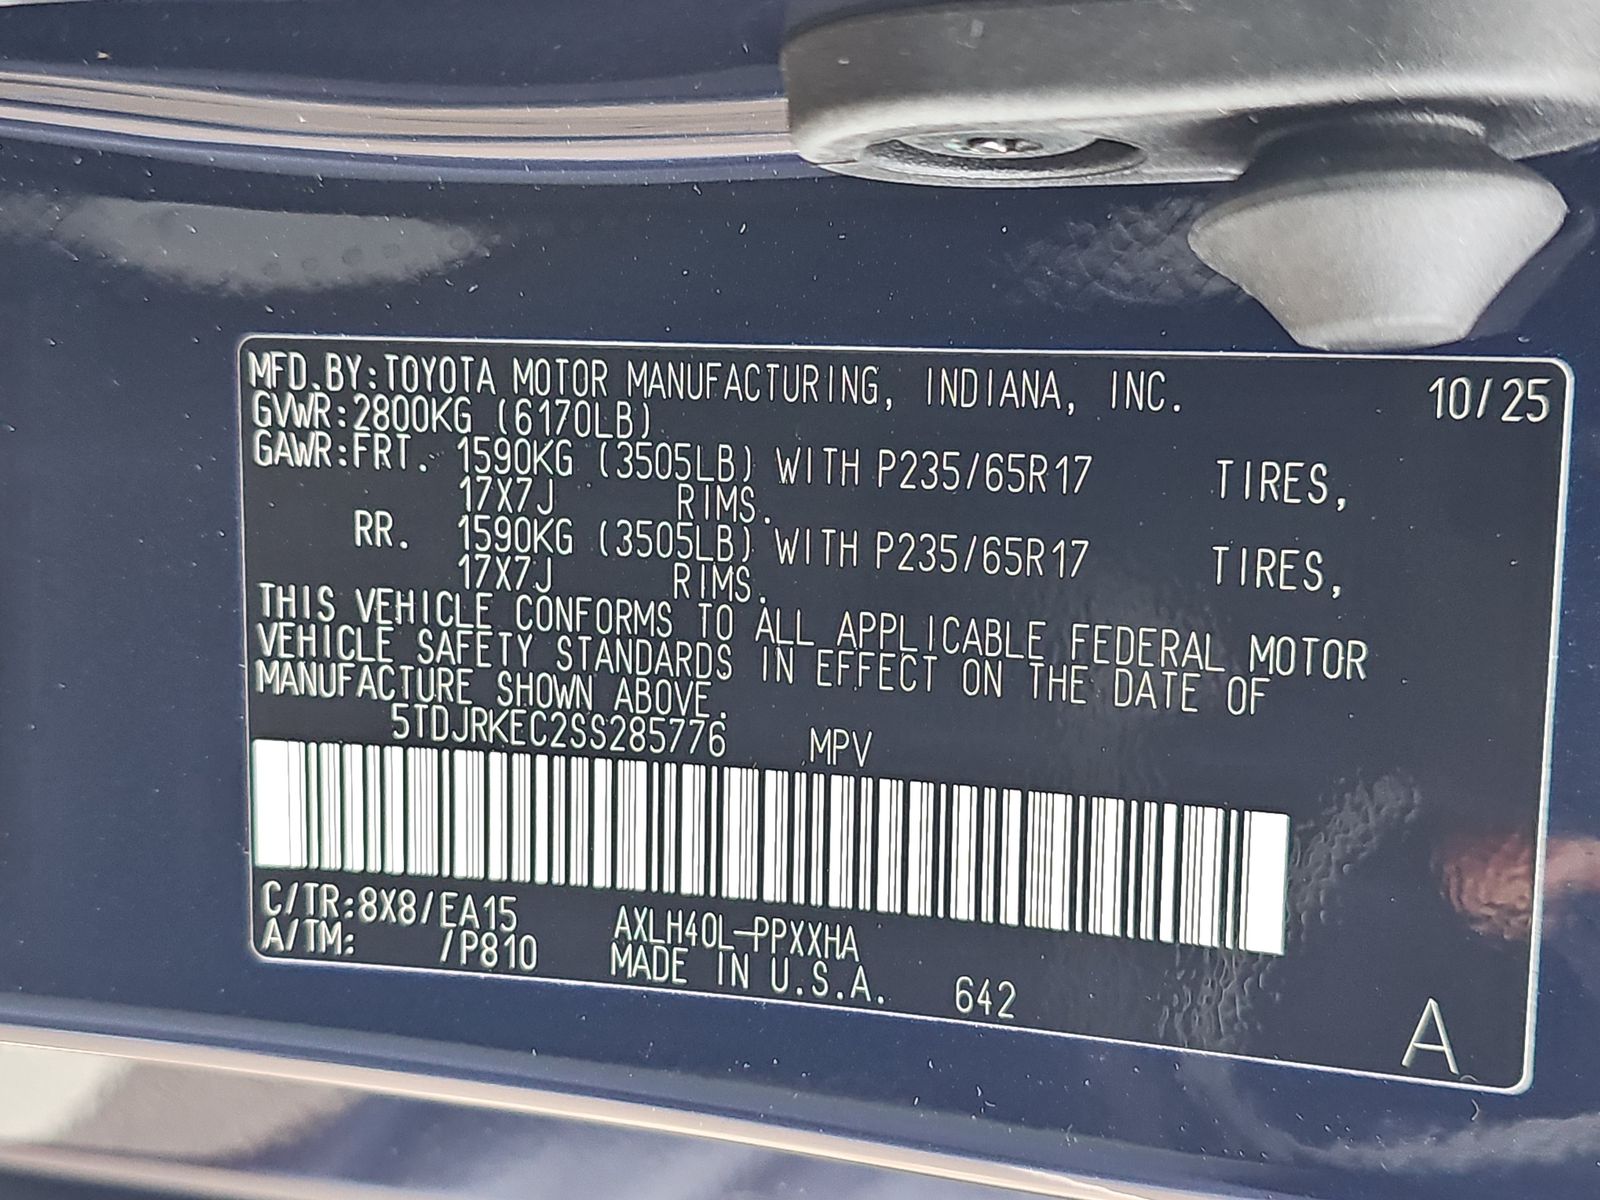 MFD.BY:TOYOTA MOTOR MANUFACTURING, INDIANA, INC. 10/25
GVWR:2800KG (6170LB)
GAWR:FRT. 1590KG (3505LB) WITH P235/65R17 TIRES,
17X7J RIMS.
RR. 1590KG (3505LB) WITH P235/65R17 TIRES,
17X7J RIMS.
THIS VEHICLE CONFORMS TO ALL APPLICABLE FEDERAL MOTOR
VEHICLE SAFETY STANDARDS IN EFFECT ON THE DATE OF
MANUFACTURE SHOWN ABOVE.
5TDJRKEC2SS285776 MPV
C/TR:8X8/EA15 AXLH40L-PPXXHA
A/TM: /P810 MADE IN U.S.A. 642
A